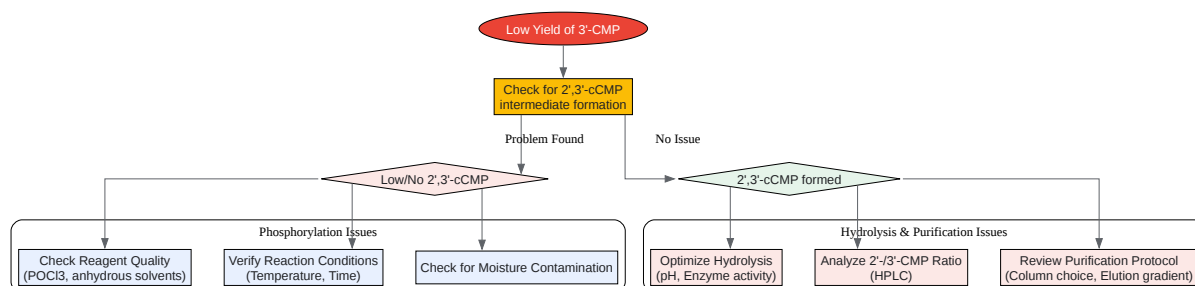 Low Yield of 3'-CMP
Check for 2',3'-cCMP
intermediate formation
Problem Found
No Issue
Low/No 2',3'-cCMP
2',3'-cCMP formed
Phosphorylation Issues
Hydrolysis & Purification Issues
Check Reagent Quality
(POCl3, anhydrous solvents)
Verify Reaction Conditions
(Temperature, Time)
Check for Moisture Contamination
Optimize Hydrolysis
(pH, Enzyme activity)
Analyze 2'-/3'-CMP Ratio
(HPLC)
Review Purification Protocol
(Column choice, Elution gradient)